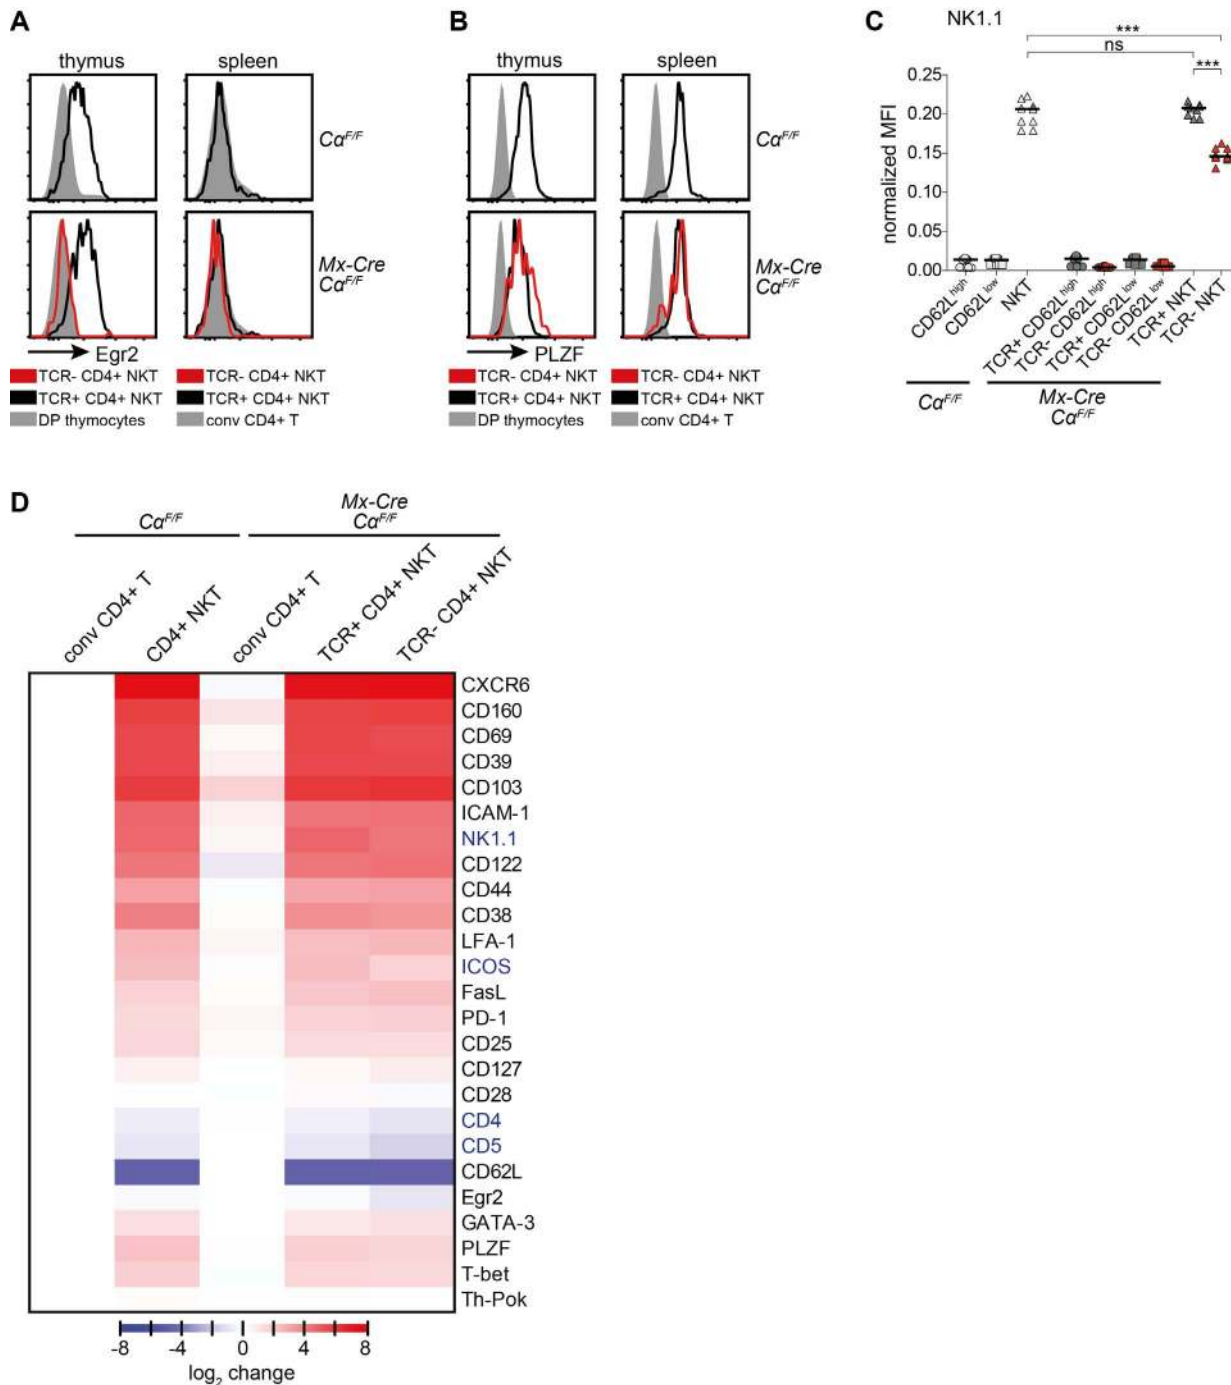 A
thymus
spleen
CαF/F
Mx-Cre
CαF/F
Egr2
TCR- CD4+ NKT
TCR+ CD4+ NKT
DP thymocytes
TCR- CD4+ NKT
TCR+ CD4+ NKT
conv CD4+ T
B
thymus
spleen
CαF/F
Mx-Cre
CαF/F
PLZF
TCR- CD4+ NKT
TCR+ CD4+ NKT
DP thymocytes
TCR- CD4+ NKT
TCR+ CD4+ NKT
conv CD4+ T
C
NK1.1
***
ns
***
normalized MFI
0.25
0.20
0.15
0.10
0.05
0.00
CD62Lhigh
CD62Llow
NKT
TCR+ CD62Lhigh
TCR- CD62Lhigh
TCR+ CD62Llow
TCR- CD62Llow
TCR+ NKT
TCR- NKT
CαF/F
Mx-Cre
CαF/F
D
CαF/F
Mx-Cre
CαF/F
conv CD4+ T
CD4+ NKT
conv CD4+ T
TCR+ CD4+ NKT
TCR- CD4+ NKT
CXCR6
CD160
CD69
CD39
CD103
ICAM-1
NK1.1
CD122
CD44
CD38
LFA-1
ICOS
FasL
PD-1
CD25
CD127
CD28
CD4
CD5
CD62L
Egr2
GATA-3
PLZF
T-bet
Th-Pok
-8 -4 0 4 8
log2 change